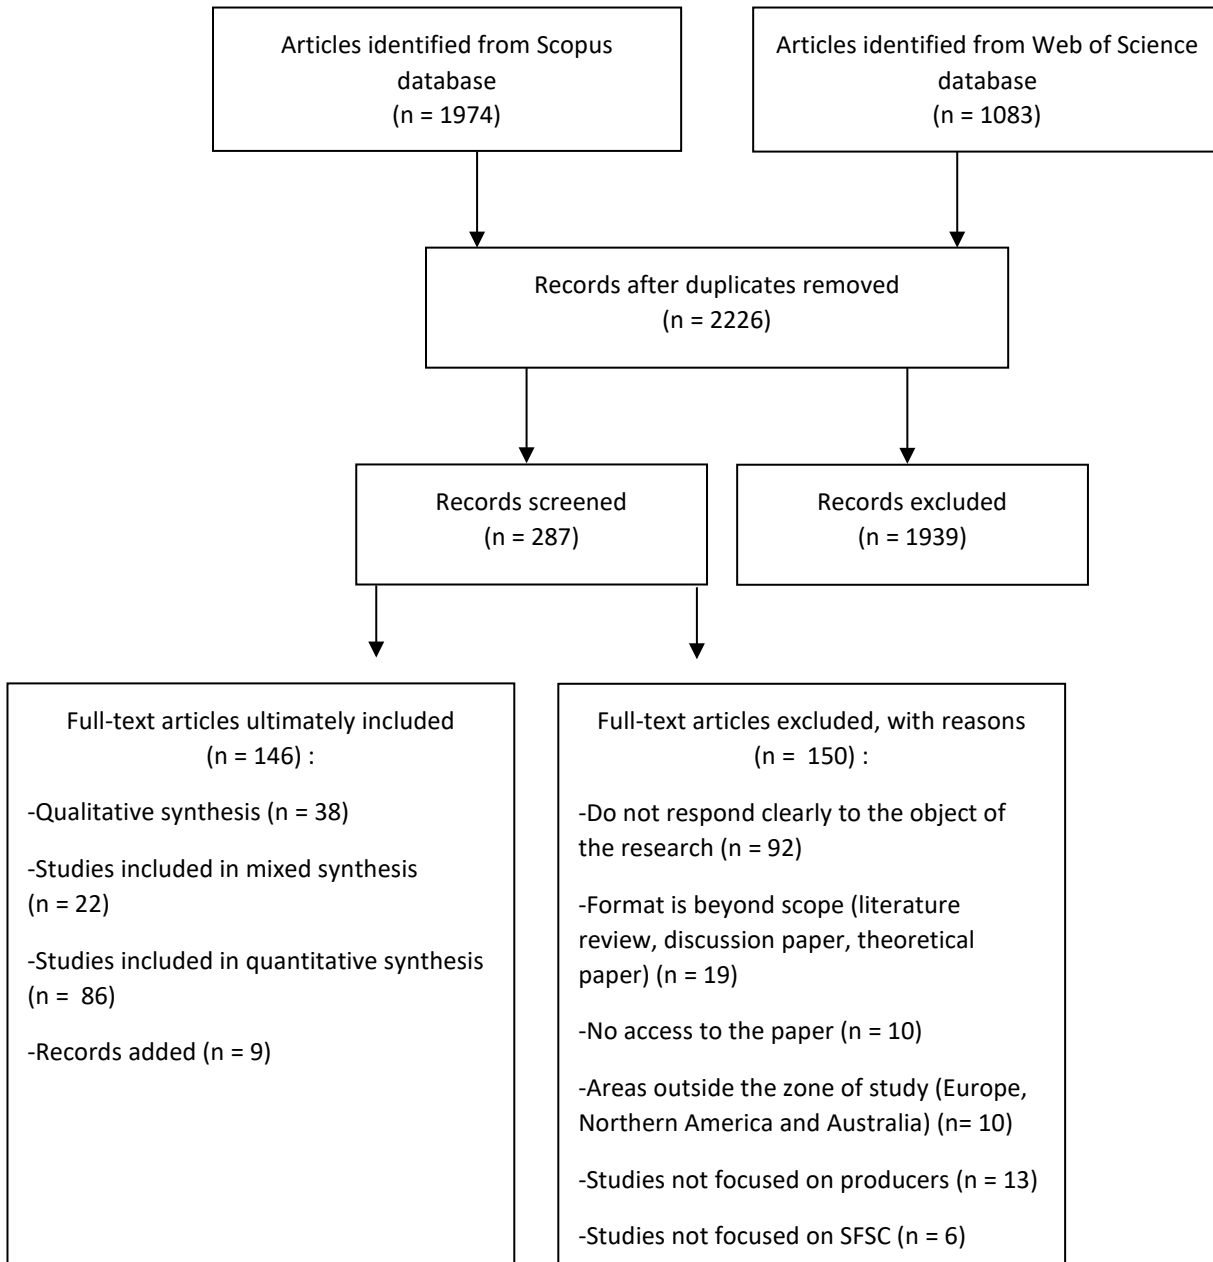 Articles identified from Scopus
database
(n = 1974)
Articles identified from Web of Science
database
(n = 1083)
Records after duplicates removed
(n = 2226)
Records screened
(n = 287)
Records excluded
(n = 1939)
Full-text articles ultimately included
(n = 146) :
-Qualitative synthesis (n = 38)
-Studies included in mixed synthesis
(n = 22)
-Studies included in quantitative synthesis
(n =  86)
-Records added (n = 9)
Full-text articles excluded, with reasons
(n =  150) :
-Do not respond clearly to the object of
the research (n = 92)
-Format is beyond scope (literature
review, discussion paper, theoretical
paper) (n = 19)
-No access to the paper (n = 10)
-Areas outside the zone of study (Europe,
Northern America and Australia) (n= 10)
-Studies not focused on producers (n = 13)
-Studies not focused on SFSC (n = 6)